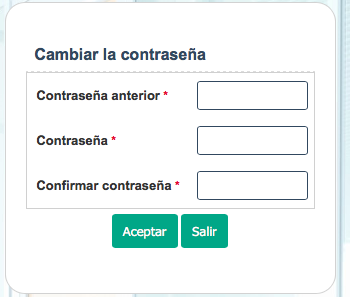 Cambiar la contraseña
Contraseña anterior *
Contraseña *
Confirmar contraseña *
Aceptar Salir